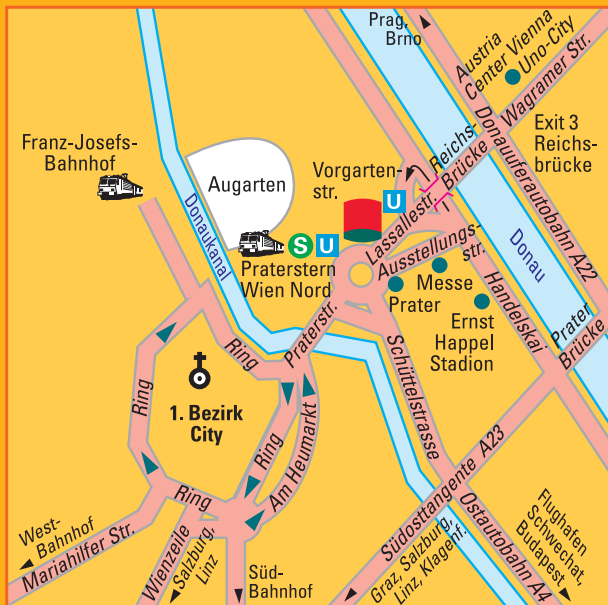 Prag,
Brno
Austria
Center Vienna
Uno-City
Wagramer Str.
Donauuferautobahn A22
Exit 3
Reichs-
brücke
Reichs-
Brücke
Franz-Josefs-
Bahnhof
Augarten
Vorgarten-
str.
U
Lassallestr.
Donaukanal
S U
Praterstern
Wien Nord
Ausstellungs-
str.
Messe
Prater
Ernst
Happel
Stadion
Donau
Handelskai
Prater
Brücke
Praterstr.
Schüttelstrasse
Ring
Ring
1. Bezirk
City
Ring
Am Heumarkt
Ring
Südosttangente A23
West-
Bahnhof
Mariahilfer Str.
Wienzeile
Salzburg,
Linz
Süd-
Bahnhof
Graz, Salzburg,
Linz, Klagenf.
Ostautobahn A4
Flughafen
Schwechat,
Budapest